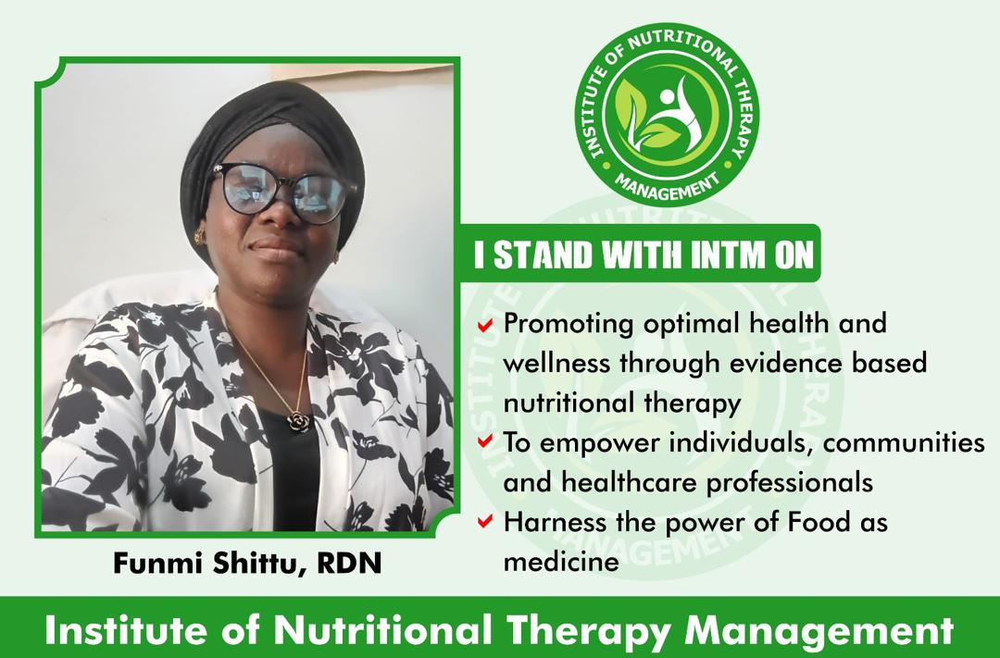 INSTITUTE OF NUTRITIONAL THERAPY
MANAGEMENT
I STAND WITH INTM ON
Promoting optimal health and
wellness through evidence based
nutritional therapy
To empower individuals, communities
and healthcare professionals
Harness the power of Food as
medicine
Funmi Shittu, RDN
Institute of Nutritional Therapy Management